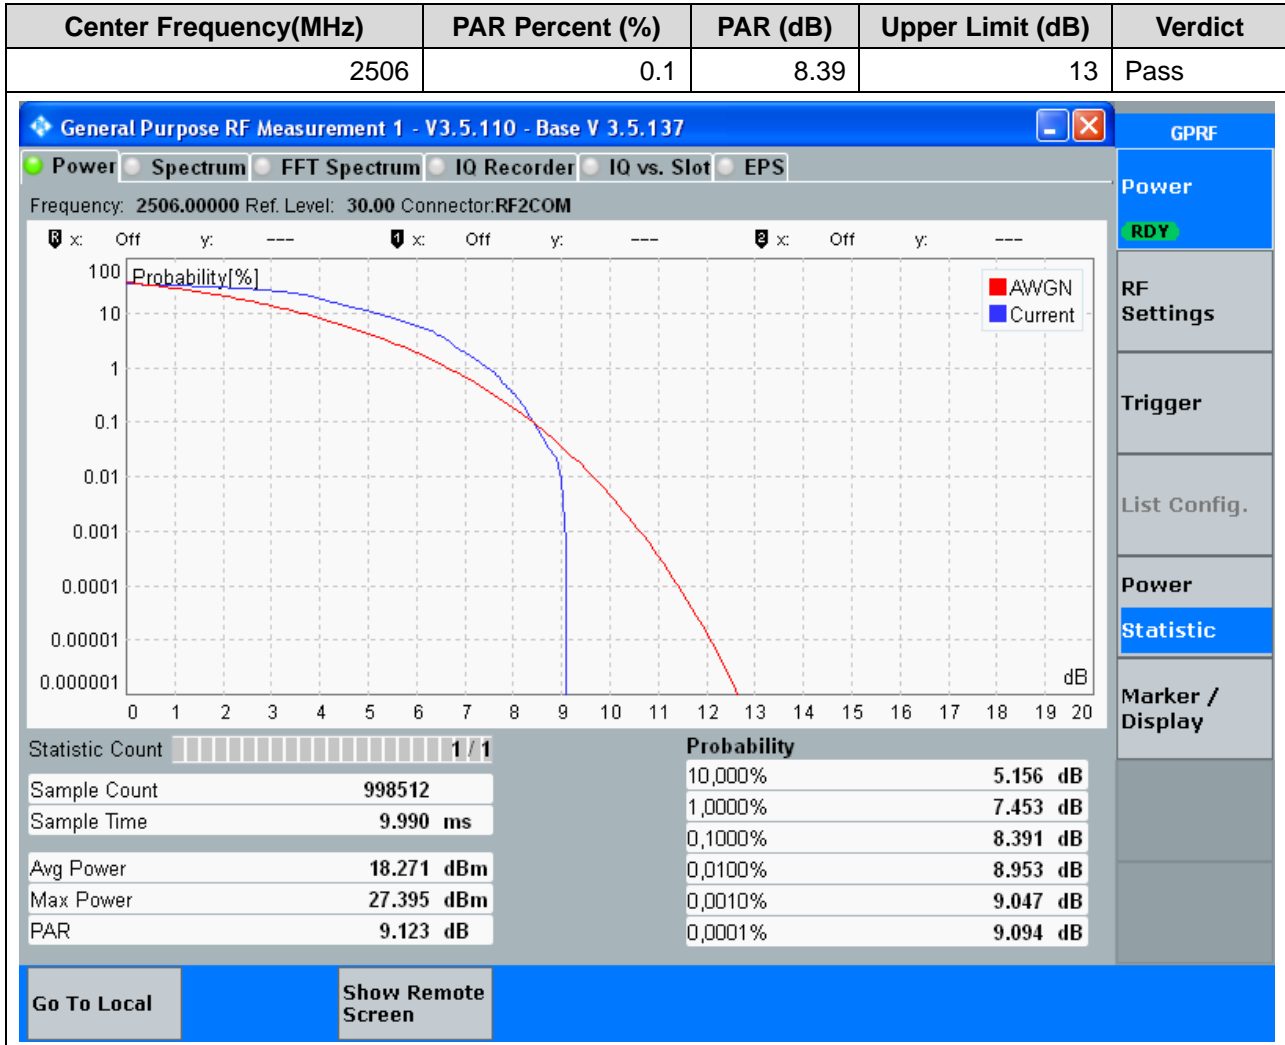 Center Frequency(MHz) PAR Percent (%) PAR (dB) Upper Limit (dB) Verdict
2506 0.1 8.39 13 Pass
General Purpose RF Measurement 1 - V3.5.110 - Base V 3.5.137
GPRF
Power Spectrum FFT Spectrum IQ Recorder IQ vs. Slot EPS
Frequency: 2506.00000 Ref. Level: 30.00 Connector:RF2COM
R x: Off y: --- 1 x: Off y: --- 2 x: Off y: ---
Probability[%]
AWGN
Current
100
10
1
0.1
0.01
0.001
0.0001
0.00001
0.000001
dB
0 1 2 3 4 5 6 7 8 9 10 11 12 13 14 15 16 17 18 19 20
Statistic Count 1 / 1
Sample Count 998512
Sample Time 9.990 ms
Avg Power 18.271 dBm
Max Power 27.395 dBm
PAR 9.123 dB
Probability
10,000% 5.156 dB
1,0000% 7.453 dB
0,1000% 8.391 dB
0,0100% 8.953 dB
0,0010% 9.047 dB
0,0001% 9.094 dB
Power
RDY
RF
Settings
Trigger
List Config.
Power
Statistic
Marker /
Display
Go To Local
Show Remote
Screen